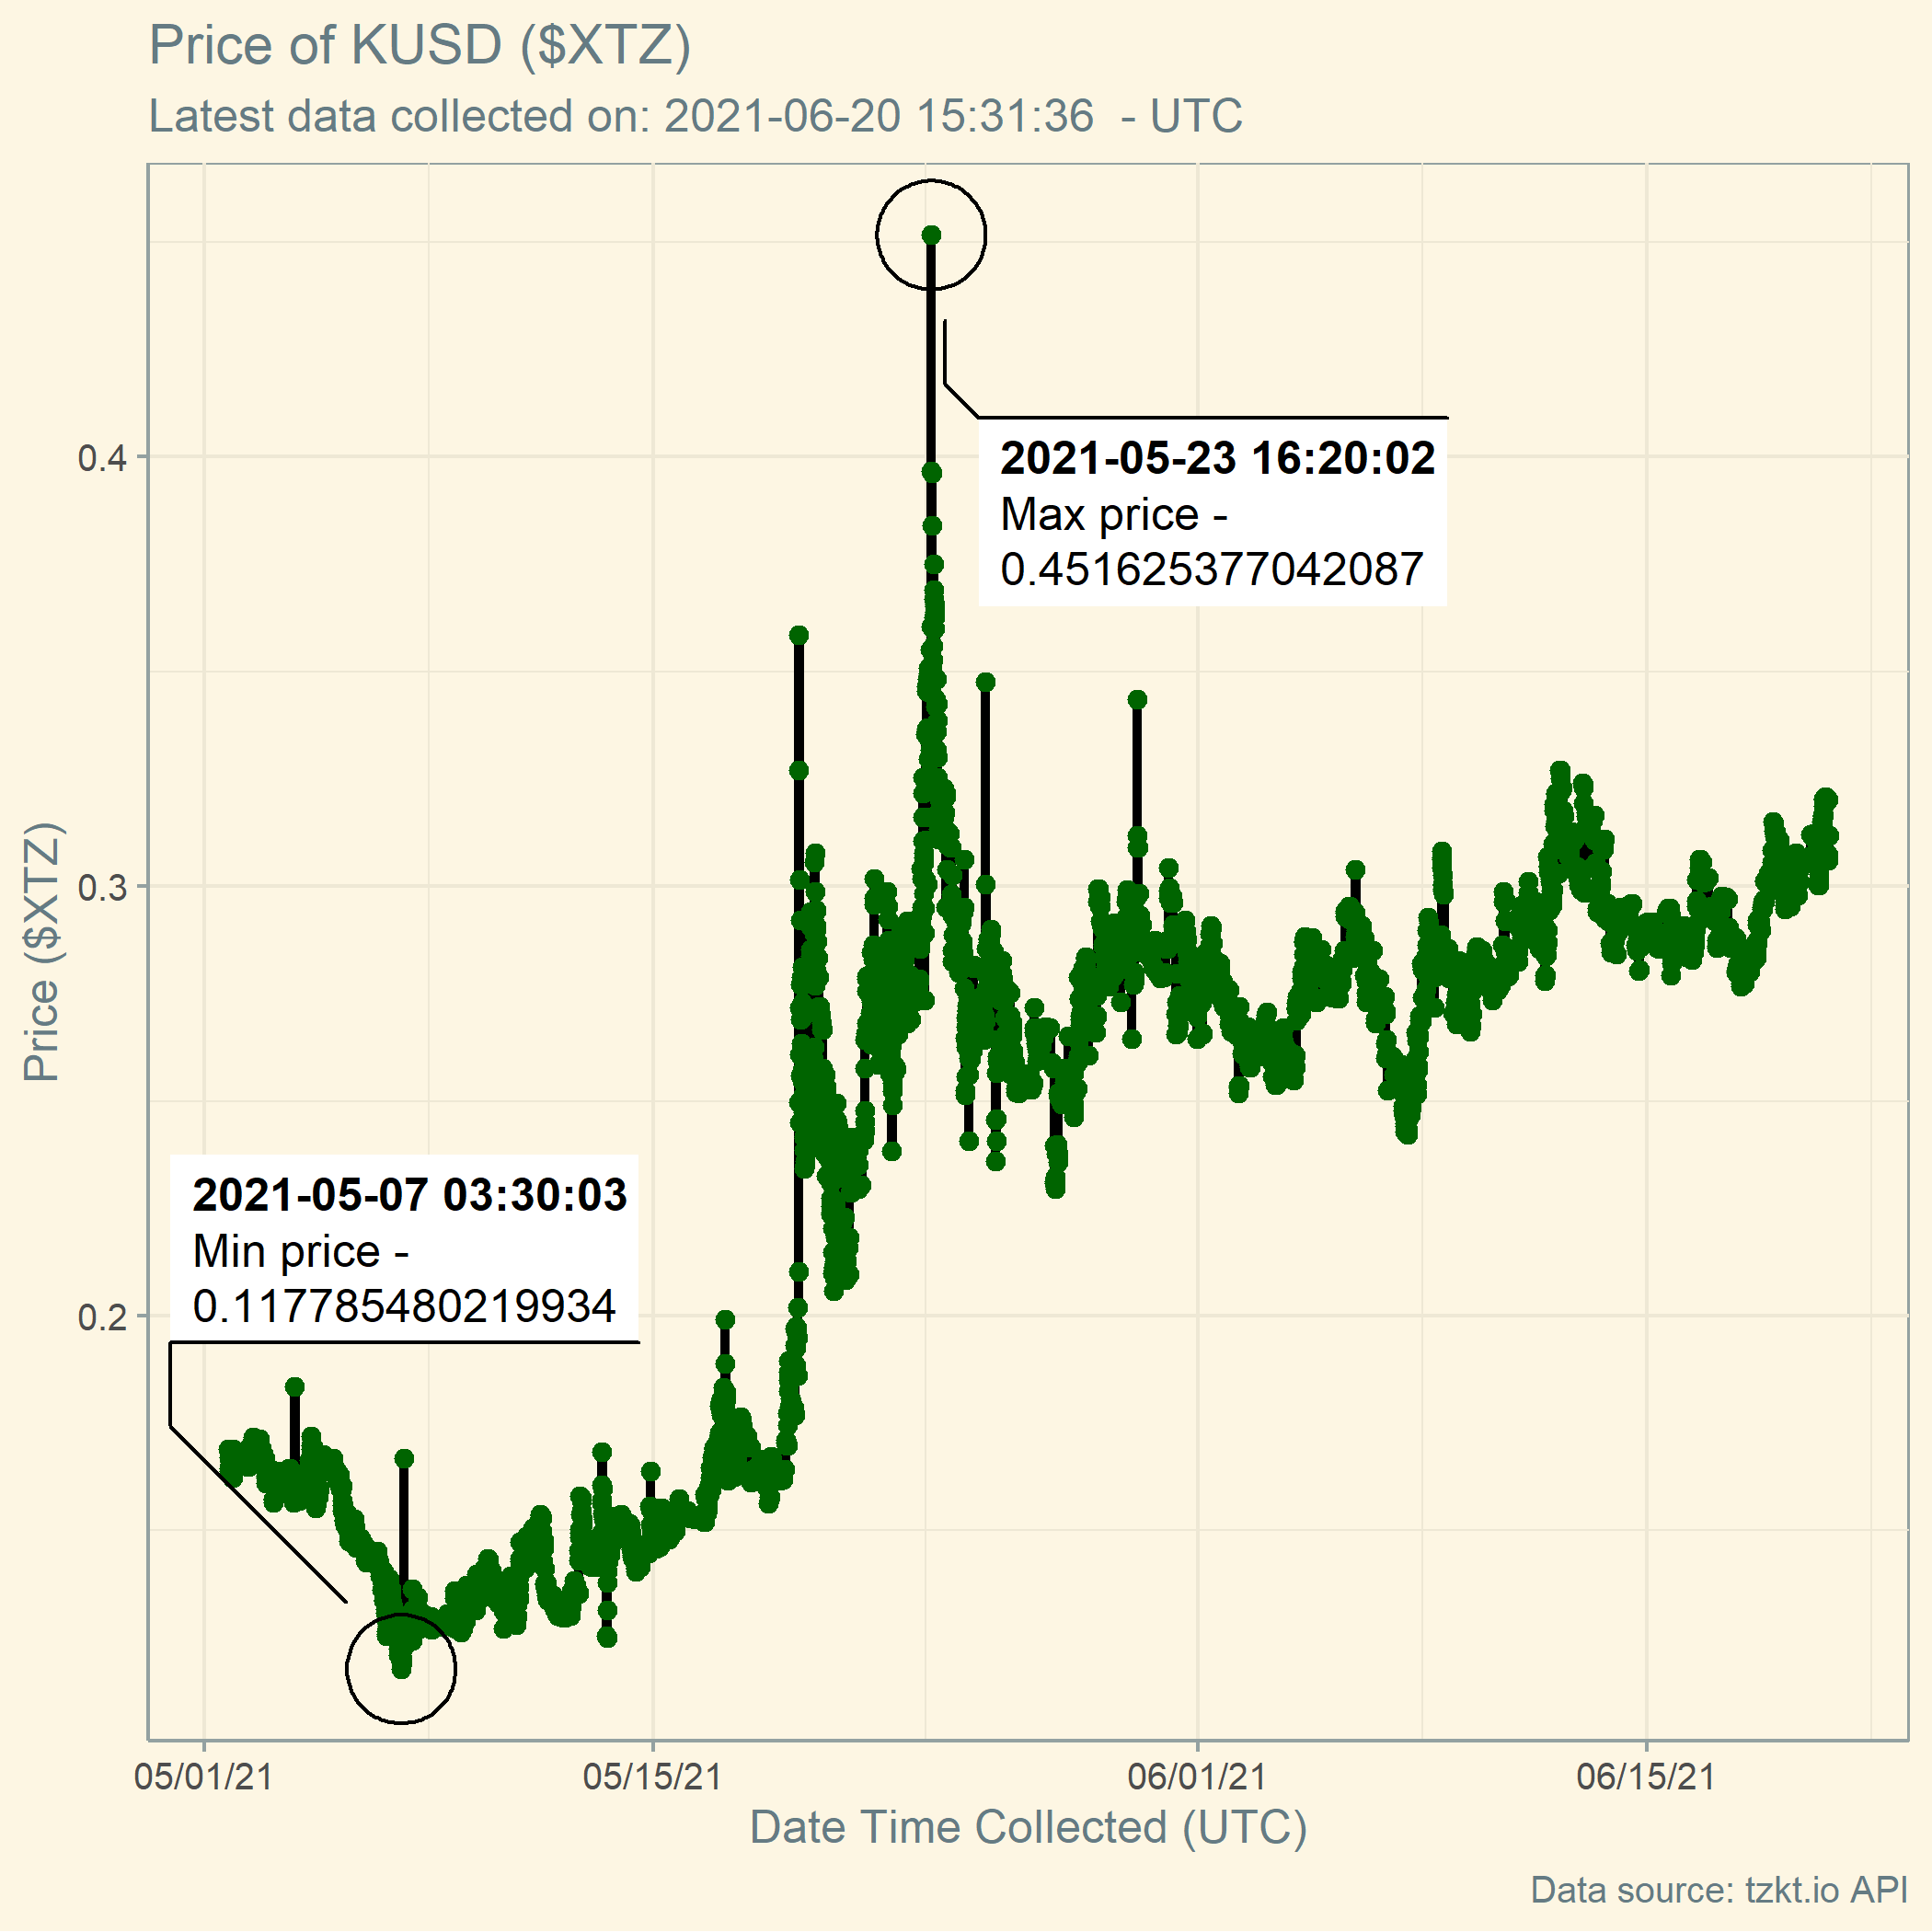 Price of KUSD ($XTZ)
Latest data collected on: 2021-06-20 15:31:36  - UTC
2021-05-23 16:20:02
Max price -
0.451625377042087
2021-05-07 03:30:03
Min price -
0.117785480219934
Price ($XTZ)
0.4
0.3
0.2
05/01/21
05/15/21
06/01/21
06/15/21
Date Time Collected (UTC)
Data source: tzkt.io API